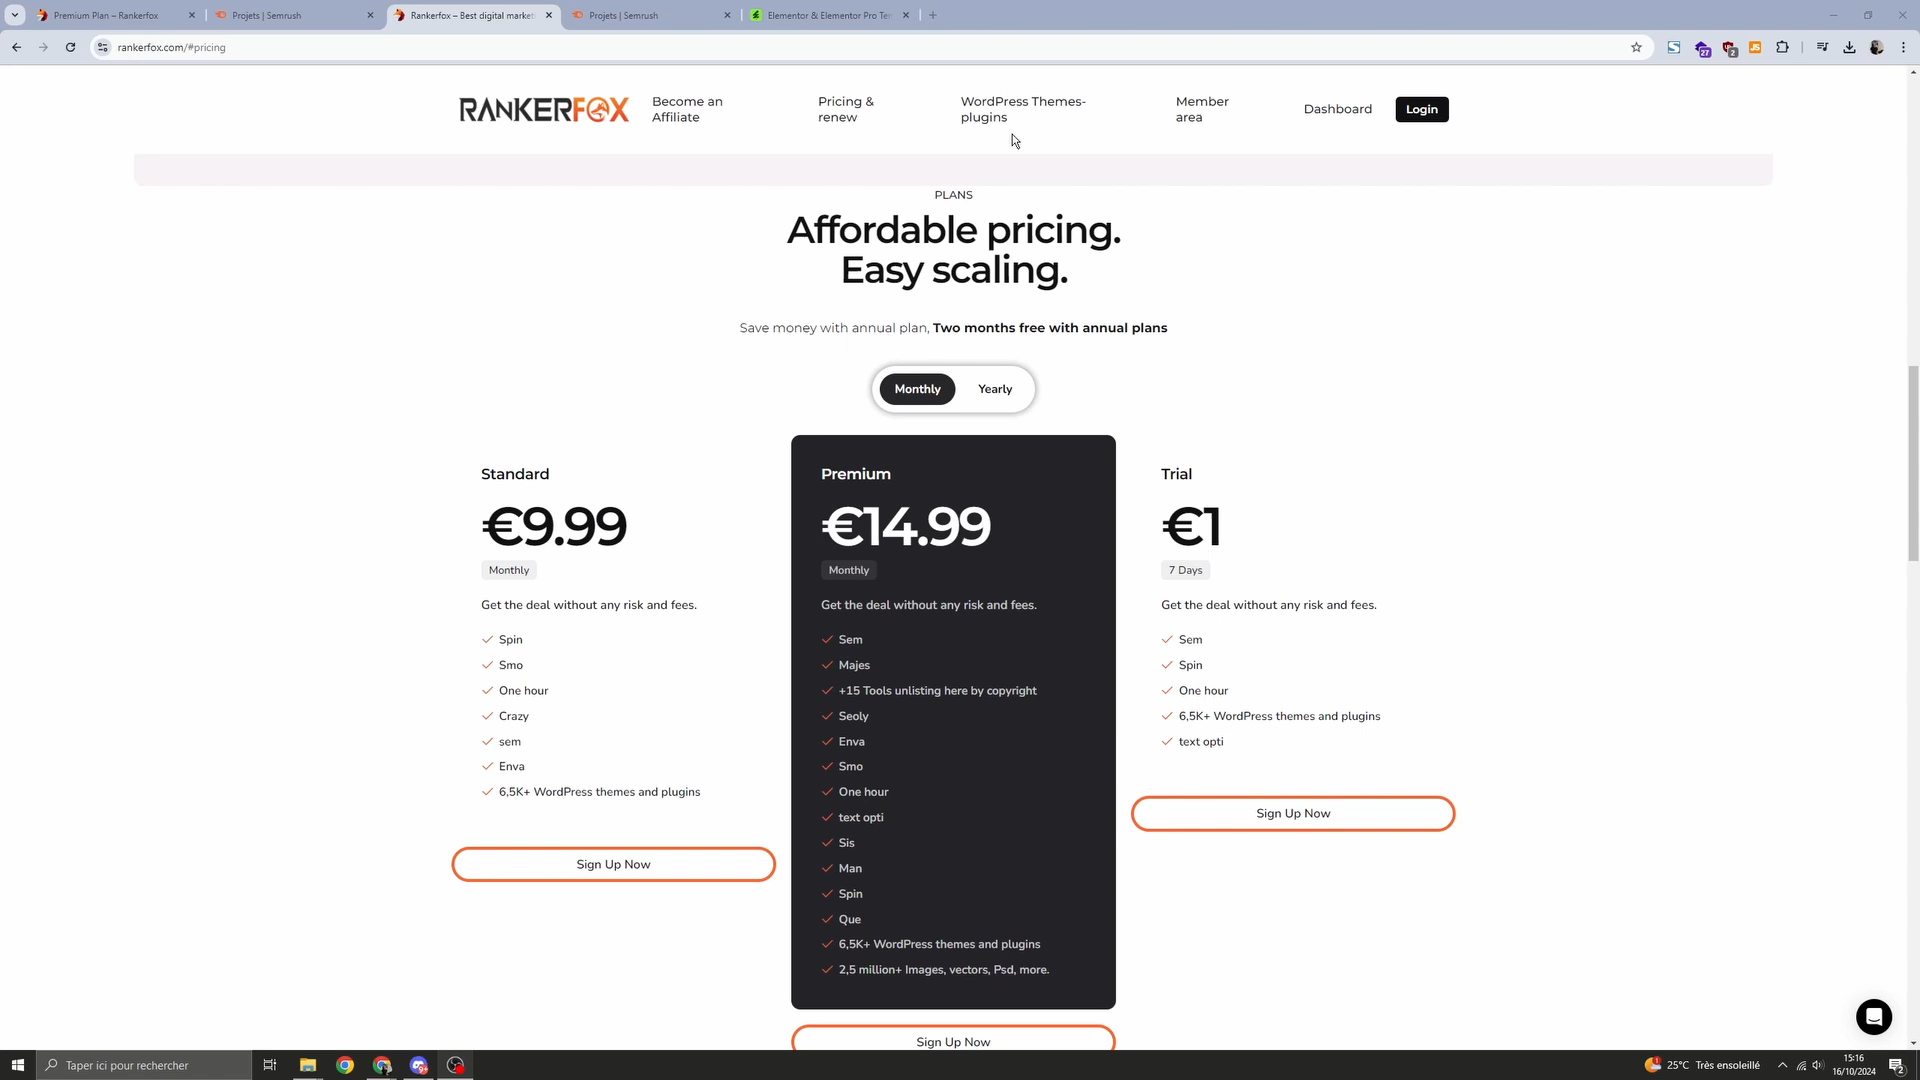 Premium Plan – Rankerfox
Projets | Semrush
Rankerfox – Best digital market
Projets | Semrush
Elementor & Elementor Pro Te
rankerfox.com/#pricing
27
2
JS
RANKERFOX
Become an
Affiliate
Pricing &
renew
WordPress Themes-
plugins
Member
area
Dashboard
Login
PLANS
Affordable pricing.
Easy scaling.
Save money with annual plan, Two months free with annual plans
Monthly
Yearly
Standard
€9.99
Monthly
Get the deal without any risk and fees.
Spin
Smo
One hour
Crazy
sem
Enva
6,5K+ WordPress themes and plugins
Sign Up Now
Premium
€14.99
Monthly
Get the deal without any risk and fees.
Sem
Majes
+15 Tools unlisting here by copyright
Seoly
Enva
Smo
One hour
text opti
Sis
Man
Spin
Que
6,5K+ WordPress themes and plugins
2,5 million+ Images, vectors, Psd, more.
Sign Up Now
Trial
€1
7 Days
Get the deal without any risk and fees.
Sem
Spin
One hour
6,5K+ WordPress themes and plugins
text opti
Sign Up Now
Taper ici pour rechercher
25°C Très ensoleillé
15:16
16/10/2024